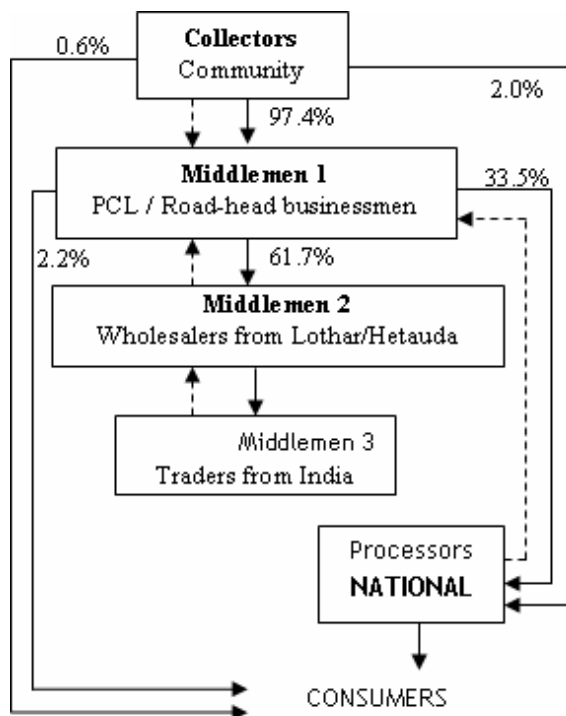 0.6%
Collectors
Community
2.0%
97.4%
Middlemen 1
PCL / Road-head businessmen
33.5%
2.2%
61.7%
Middlemen 2
Wholesalers from Lothar/Hetauda
Middlemen 3
Traders from India
Processors
NATIONAL
CONSUMERS